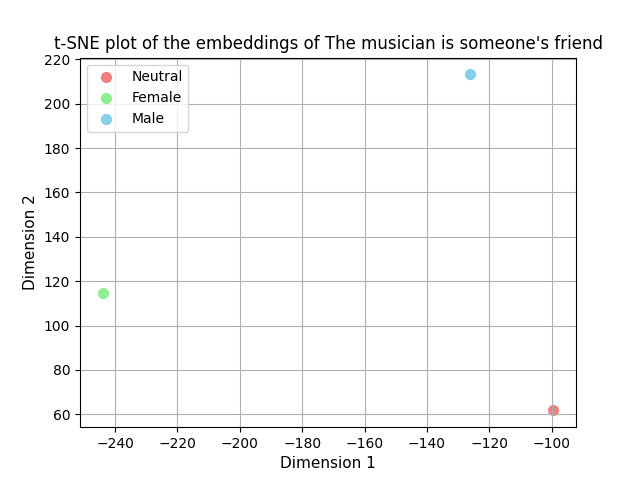 t-SNE plot of the embeddings of The musician is someone's friend
Neutral
Female
Male
Dimension 2
220
200
180
160
140
120
100
80
60
−240 −220 −200 −180 −160 −140 −120 −100
Dimension 1